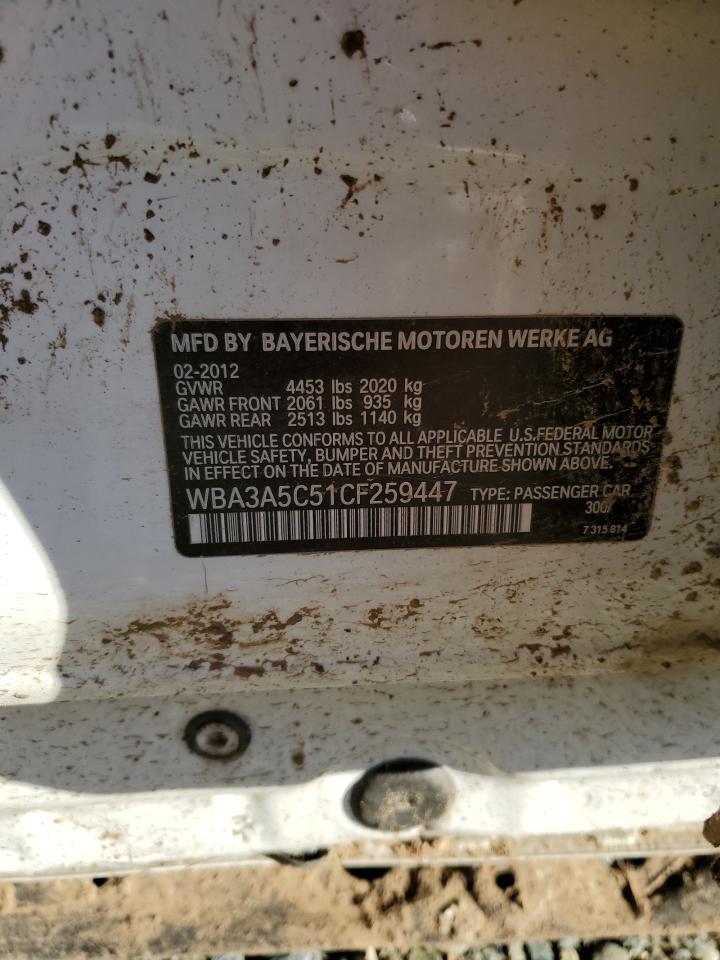 MFD BY BAYERISCHE MOTOREN WERKE AG
02-2012
GVWR 4453 lbs 2020 kg
GAWR FRONT 2061 lbs 935 kg
GAWR REAR 2513 lbs 1140 kg
THIS VEHICLE CONFORMS TO ALL APPLICABLE U.S.FEDERAL MOTOR
VEHICLE SAFETY, BUMPER AND THEFT PREVENTION STANDARDS
IN EFFECT ON THE DATE OF MANUFACTURE SHOWN ABOVE.
WBA3A5C51CF259447 TYPE: PASSENGER CAR
300/
7 315 814